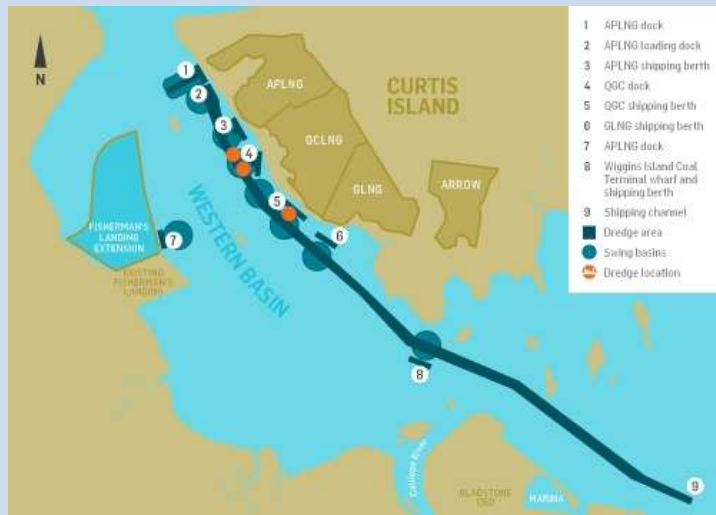 N
1
2
3
4
5
6
7
8
9
APLNG
QCLNG
GLNG
ARROW
CURTIS
ISLAND
WESTERN BASIN
FISHERMAN'S
LANDING
EXTENSION
EXISTING
FISHERMAN'S
LANDING
Calliope River
GLADSTONE
CBD
MARINA
1 APLNG dock
2 APLNG loading dock
3 APLNG shipping berth
4 QGC dock
5 QGC shipping berth
6 GLNG shipping berth
7 APLNG dock
8 Wiggins Island Coal
Terminal wharf and
shipping berth
9 Shipping channel
Dredge area
Swing basins
Dredge location